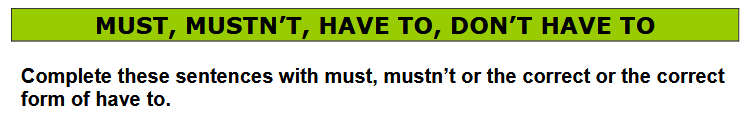 MUST, MUSTN’T, HAVE TO, DON’T HAVE TO
Complete these sentences with must, mustn’t or the correct or the correct
form of have to.